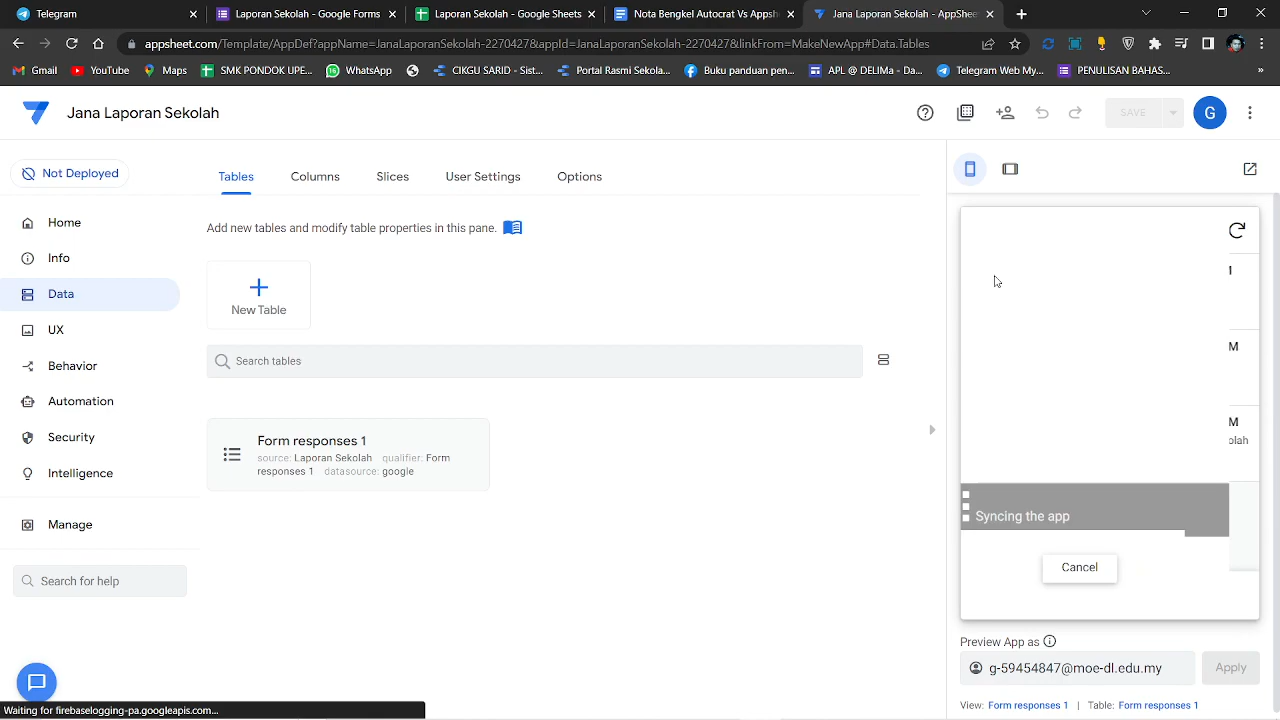 Telegram
Laporan Sekolah - Google Forms
Laporan Sekolah - Google Sheets
Nota Bengkel Autocrat Vs Appsh
Jana Laporan Sekolah - AppShee
appsheet.com/Template/AppDef?appName=JanaLaporanSekolah-2270427&appId=JanaLaporanSekolah-2270427&linkFrom=MakeNewApp#Data.Tables
Gmail
YouTube
Maps
SMK PONDOK UPE...
WhatsApp
CIKGU SARID - Sist...
Portal Rasmi Sekola...
Buku panduan m...
APL @ DELIMa - Da...
Telegram Web My...
PENULISAN BAHAS...
»
Jana Laporan Sekolah
SAVE
G
Not Deployed
Home
Info
Data
UX
Behavior
Automation
Security
Intelligence
Manage
Search for help
Tables
Columns
Slices
User Settings
Options
Add new tables and modify table properties in this pane.
New Table
Search tables
Form responses 1
source: Laporan Sekolah qualifier: Form
responses 1 datasource: google
M
M
olah
Syncing the app
Cancel
Preview App as
g-59454847@moe-dl.edu.my
Apply
View: Form responses 1 | Table: Form responses 1
Waiting for firebaselogging-pa.googleapis.com...